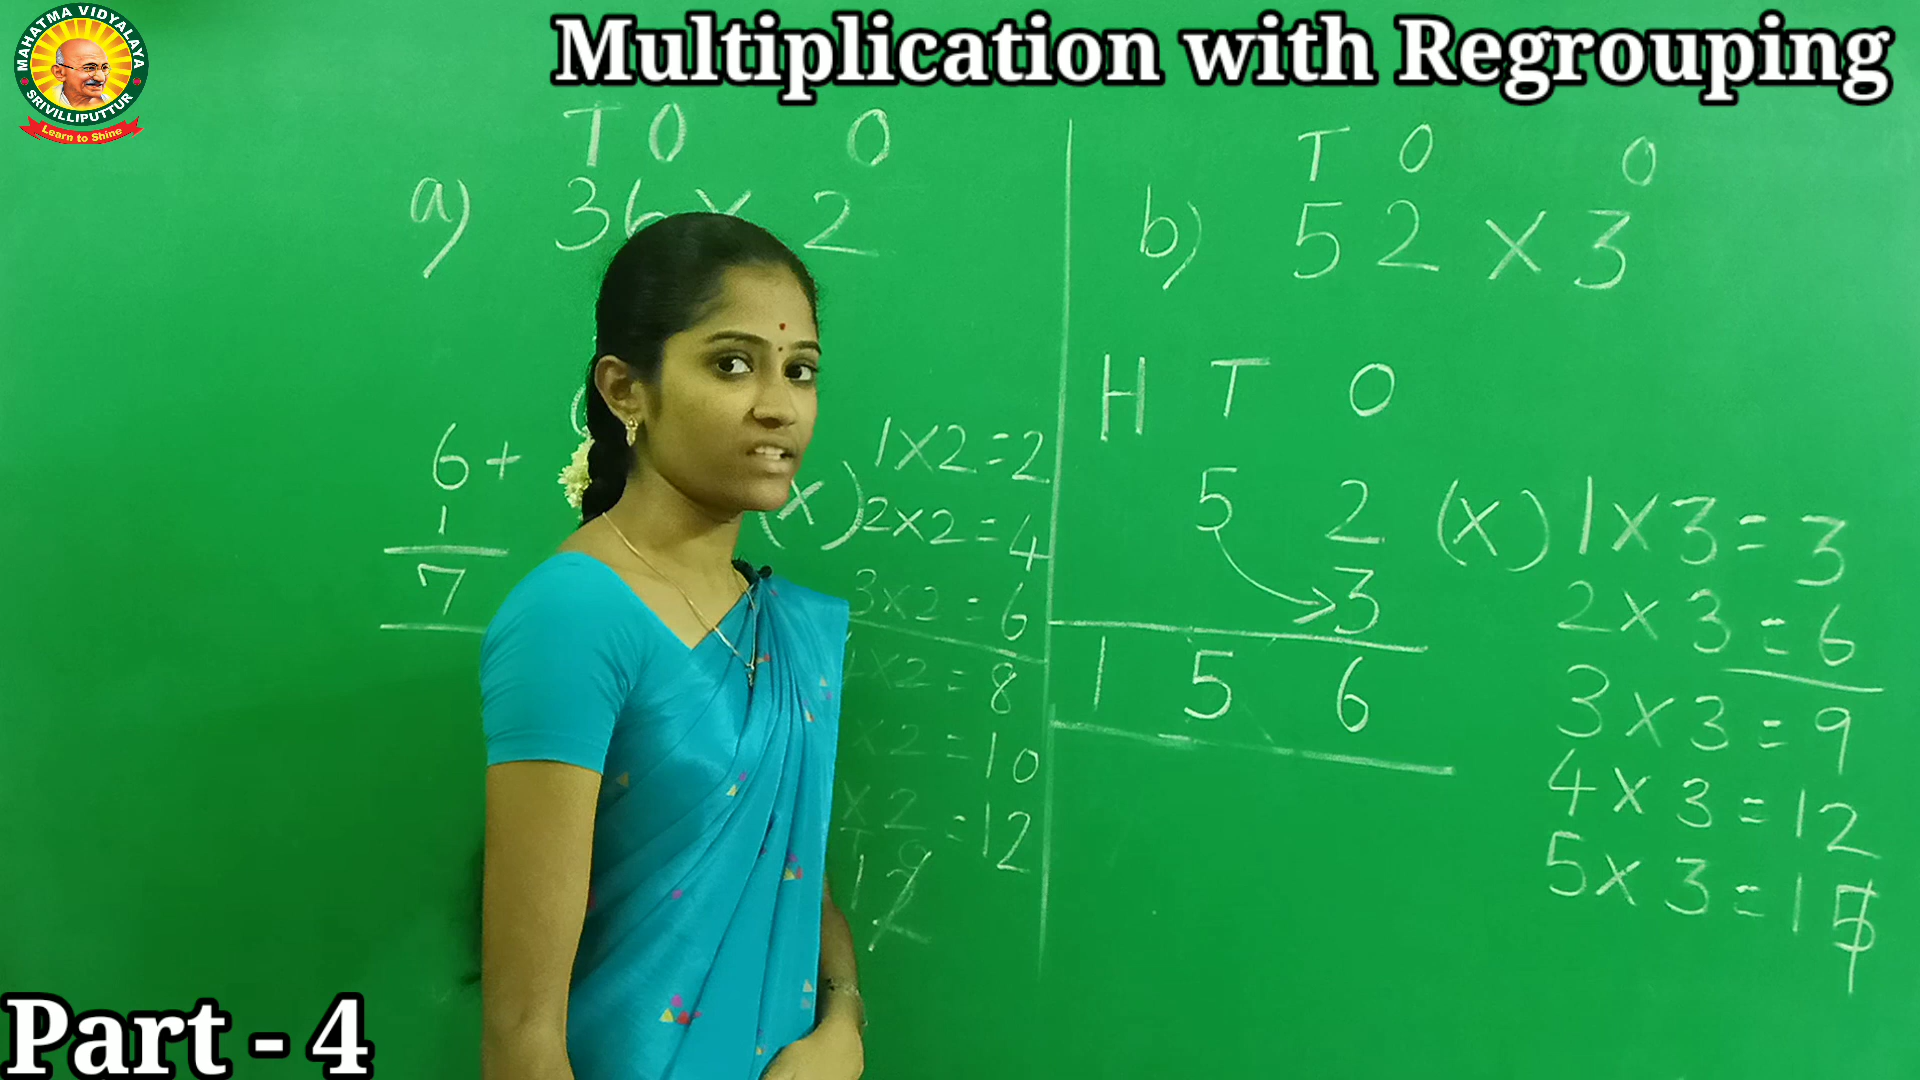 MAHATMA VIDYALAYA
SRIVILLIPUTTUR
Learn to Shine
Multiplication with Regrouping
T O O
a) 36 x 2
6 +
1
7
(x)
1 x 2 = 2
2 x 2 = 4
3 x 2 = 6
x 2 = 8
x 2 = 10
x 2 = 12
1 2
T O O
b) 52 x 3
H T O
5 2 (x)
3
1 5 6
1 x 3 = 3
2 x 3 = 6
3 x 3 = 9
4 x 3 = 12
5 x 3 = 15
Part - 4